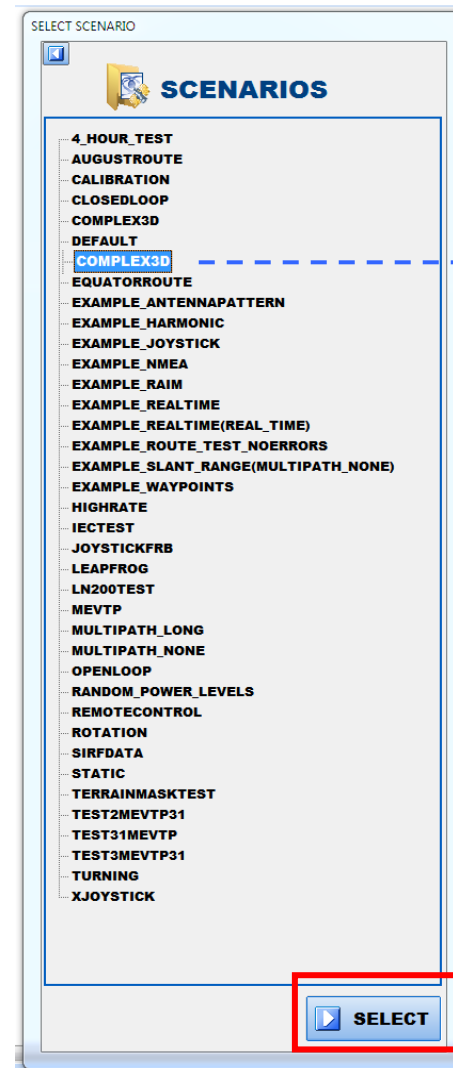 SELECT SCENARIO
SCENARIOS
4_HOUR_TEST
AUGUSTROUTE
CALIBRATION
CLOSEDLOOP
COMPLEX3D
DEFAULT
COMPLEX3D
EQUATORROUTE
EXAMPLE_ANTENNAPATTERN
EXAMPLE_HARMONIC
EXAMPLE_JOYSTICK
EXAMPLE_NMEA
EXAMPLE_RAIM
EXAMPLE_REALTIME
EXAMPLE_REALTIME(REAL_TIME)
EXAMPLE_ROUTE_TEST_NOERRORS
EXAMPLE_SLANT_RANGE(MULTIPATH_NONE)
EXAMPLE_WAYPOINTS
HIGHRATE
IECTEST
JOYSTICKFRB
LEAPFROG
LN200TEST
MEVTP
MULTIPATH_LONG
MULTIPATH_NONE
OPENLOOP
RANDOM_POWER_LEVELS
REMOTECONTROL
ROTATION
SIRFDATA
STATIC
TERRAINMASKTEST
TEST2MEVTP31
TEST31MEVTP
TEST3MEVTP31
TURNING
XJOYSTICK
SELECT